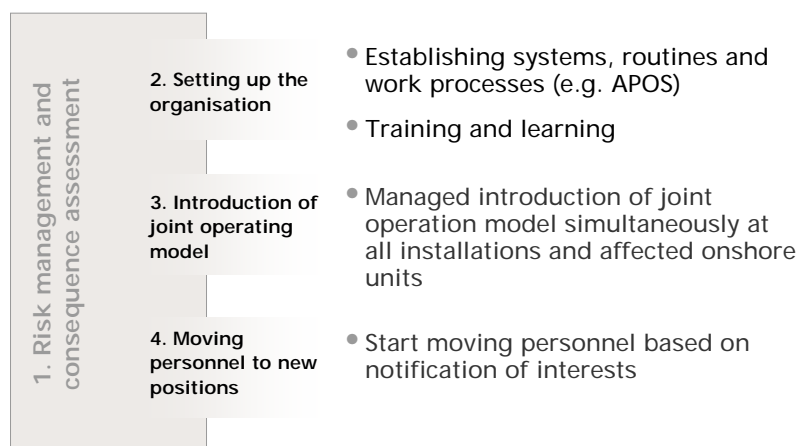 1. Risk management and
consequence assessment
2. Setting up the
organisation
• Establishing systems, routines and
work processes (e.g. APOS)
• Training and learning
3. Introduction of
joint operating
model
• Managed introduction of joint
operation model simultaneously at
all installations and affected onshore
units
4. Moving
personnel to new
positions
• Start moving personnel based on
notification of interests